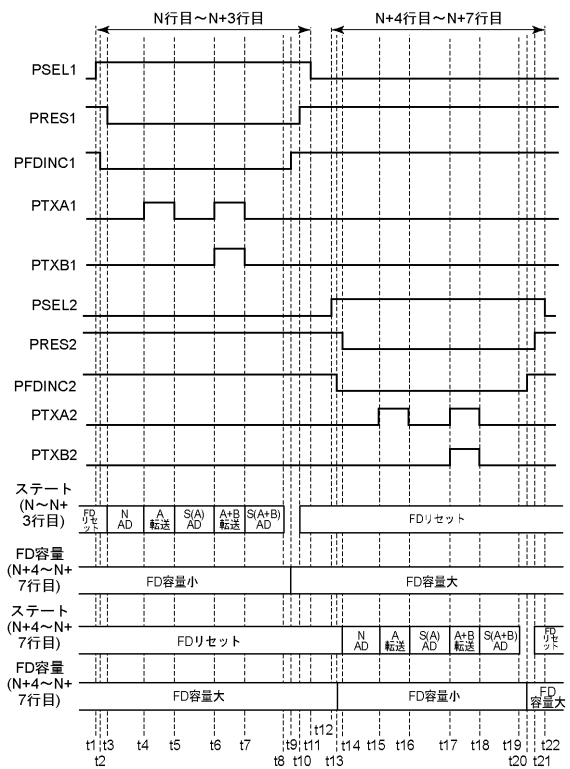 N行目～N+3行目
N+4行目～N+7行目
PSEL1
PRES1
PFDINC1
PTXA1
PTXB1
PSEL2
PRES2
PFDINC2
PTXA2
PTXB2
ステート
(N～N+
3行目)
FD
リセ
ット
N
AD
A
転送
S(A)
AD
A+B
転送
S(A+B)
AD
FDリセット
FD容量
(N+4～N+
7行目)
FD容量小
FD容量大
ステート
(N+4～N+
7行目)
FDリセット
N
AD
A
転送
S(A)
AD
A+B
転送
S(A+B)
AD
FD
リセ
ット
FD容量
(N+4～N+
7行目)
FD容量大
FD容量小
FD
容量大
t1
t2
t3
t4
t5
t6
t7
t8
t9
t10
t11
t12
t13
t14
t15
t16
t17
t18
t19
t20
t21
t22